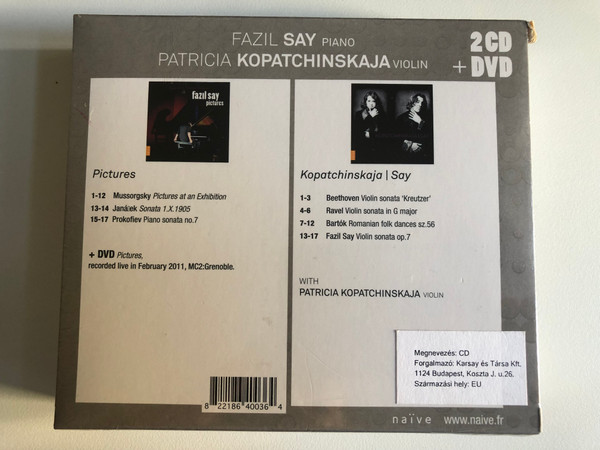 FAZIL SAY PIANO
PATRICIA KOPATCHINSKAJA VIOLIN
2CD
+DVD
fazıl say
pictures
Pictures
1-12 Mussorgsky Pictures at an Exhibition
13-14 Janáček Sonata 1.X.1905
15-17 Prokofiev Piano sonata no.7
+ DVD Pictures,
recorded live in February 2011, MC2:Grenoble.
Kopatchinskaja | Say
1-3 Beethoven Violin sonata 'Kreutzer'
4-6 Ravel Violin sonata in G major
7-12 Bartók Romanian folk dances sz.56
13-17 Fazil Say Violin sonata op.7
WITH
PATRICIA KOPATCHINSKAJA VIOLIN
Megnevezés: CD
Forgalmazó: Karsay és Társa Kft.
1124 Budapest, Koszta J. u.26.
Származási hely: EU
8 22186 40036 4
naïve www.naive.fr